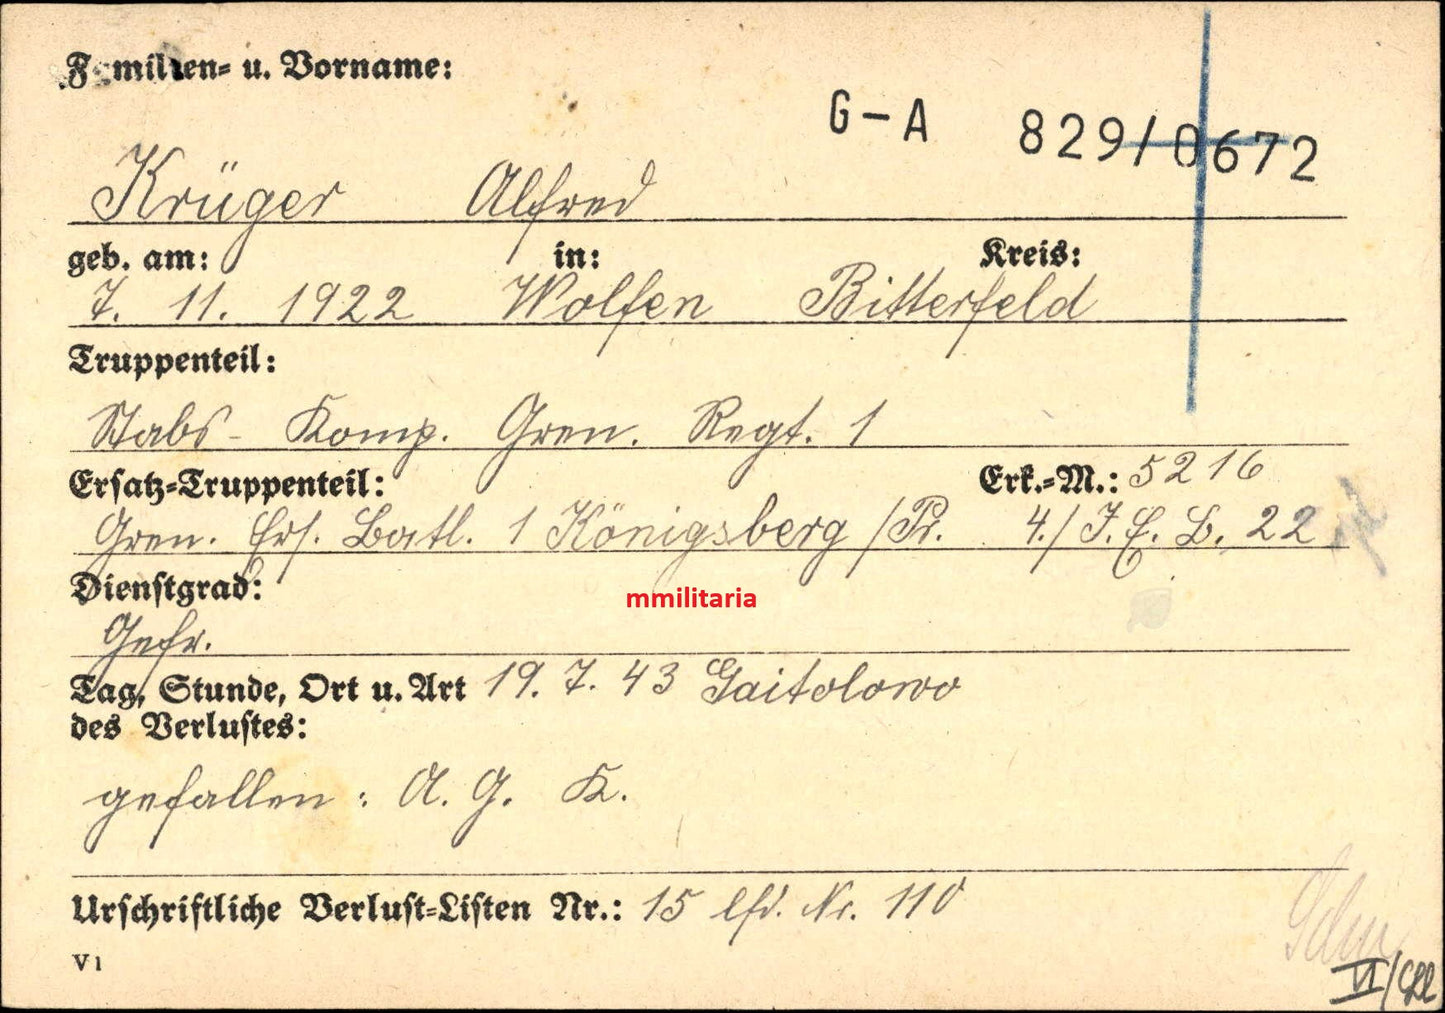 Familien- u. Vorname:
G-A 829/0672
Krüger Alfred
geb. am: in: Kreis:
7. 11. 1922 Wolfen Bitterfeld
Truppenteil:
Stabs- Komp. Gren. Regt. 1
Ersatz-Truppenteil: Erk.-M.: 5216
Gren. Ers. Batl. 1 Königsberg /Pr. 4./ J. E. B. 22
Dienstgrad:
mmilitaria
Gefr.
Tag, Stunde, Ort u. Art 19. 7. 43 Gaitolowo
des Verlustes:
gefallen: A. G. K.
Urschriftliche Verlust-Listen Nr.: 15 lfd. Nr. 110
V1
VI/